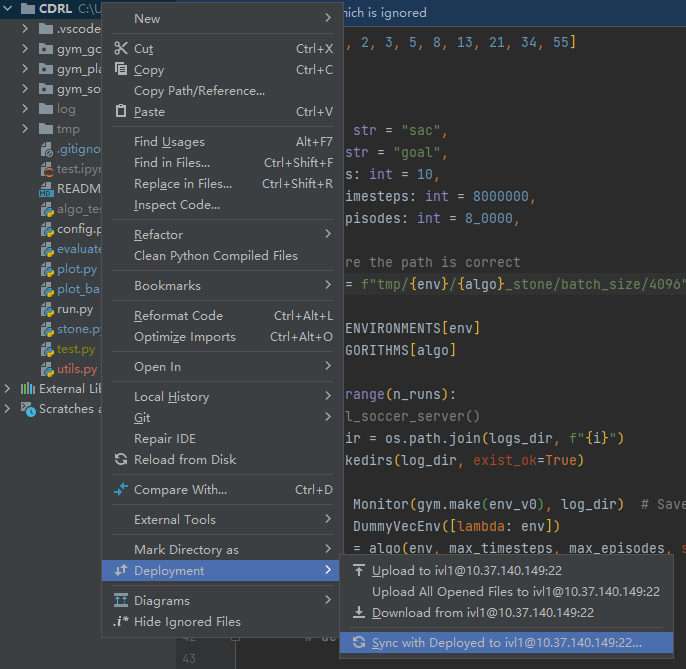 CDRL C:\U
.vscode
gym_go
gym_pla
gym_so
log
tmp
.gitigno
test.ipyn
README
algo_tes
config.p
evaluate
plot.py
plot_ba
run.py
stone.py
test.py
utils.py
External Lib
Scratches a
New
Cut Ctrl+X
Copy Ctrl+C
Copy Path/Reference...
Paste Ctrl+V
Find Usages Alt+F7
Find in Files... Ctrl+Shift+F
Replace in Files... Ctrl+Shift+R
Inspect Code...
Refactor
Clean Python Compiled Files
Bookmarks
Reformat Code Ctrl+Alt+L
Optimize Imports Ctrl+Alt+O
Open In
Local History
Git
Repair IDE
Reload from Disk
Compare With... Ctrl+D
External Tools
Mark Directory as
Deployment
Diagrams
.i* Hide Ignored Files
Upload to ivl1@10.37.140.149:22
Upload All Opened Files to ivl1@10.37.140.149:22
Download from ivl1@10.37.140.149:22
Sync with Deployed to ivl1@10.37.140.149:22...
hich is ignored
, 2, 3, 5, 8, 13, 21, 34, 55]
str = "sac",
str = "goal",
s: int = 10,
imesteps: int = 8000000,
pisodes: int = 8_0000,
re the path is correct
= f"tmp/{env}/{algo}_stone/batch_size/4096"
ENVIRONMENTS[env]
GORITHMS[algo]
range(n_runs):
l_soccer_server()
ir = os.path.join(logs_dir, f"{i}")
kedirs(log_dir, exist_ok=True)
Monitor(gym.make(env_v0), log_dir) # Save
DummyVecEnv([lambda: env])
= algo(env, max_timesteps, max_episodes, s
42 # de
43